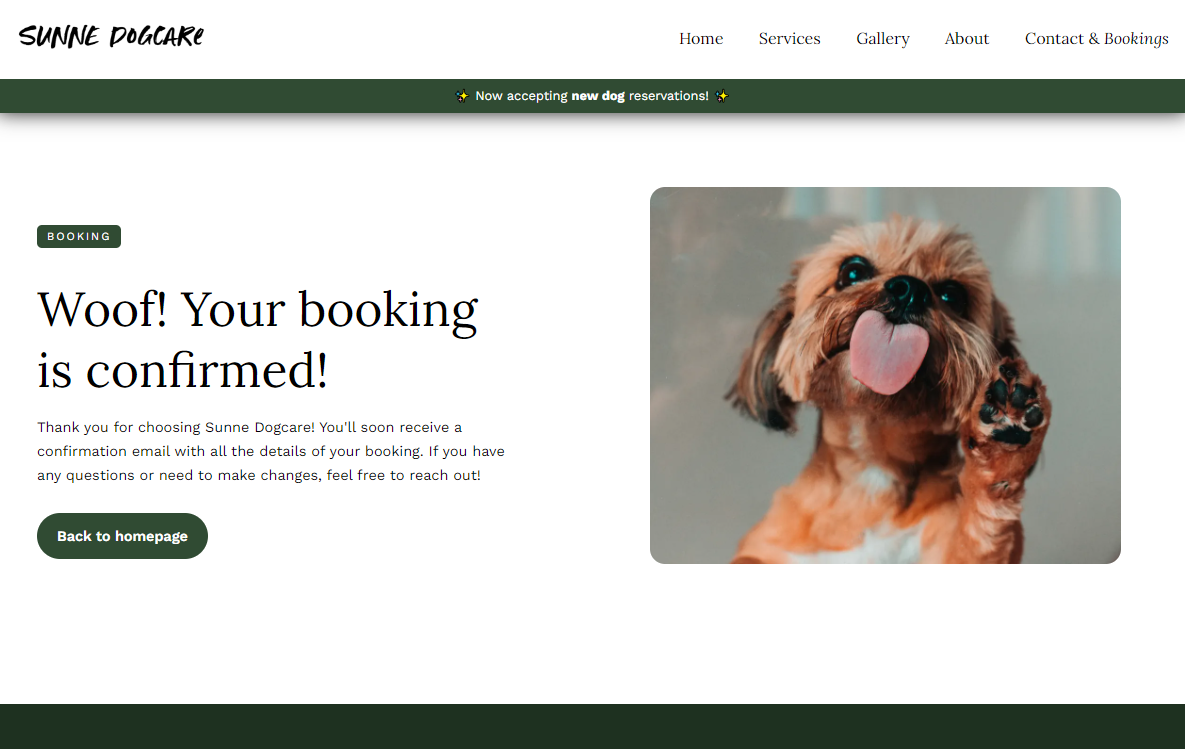 SUNNE DOGCARE
Home Services Gallery About Contact & Bookings
✨ Now accepting new dog reservations! ✨
BOOKING
Woof! Your booking
is confirmed!
Thank you for choosing Sunne Dogcare! You'll soon receive a
confirmation email with all the details of your booking. If you have
any questions or need to make changes, feel free to reach out!
Back to homepage